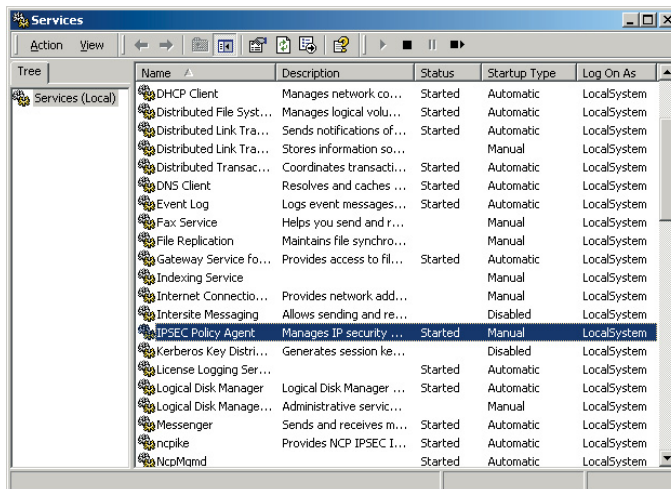 Services
Action View
Tree
Services (Local)
Name Description Status Startup Type Log On As
DHCP Client Manages network co... Started Automatic LocalSystem
Distributed File Syst... Manages logical volu... Started Automatic LocalSystem
Distributed Link Tra... Sends notifications of... Started Automatic LocalSystem
Distributed Link Tra... Stores information so... Manual LocalSystem
Distributed Transac... Coordinates transacti... Started Automatic LocalSystem
DNS Client Resolves and caches ... Started Automatic LocalSystem
Event Log Logs event messages... Started Automatic LocalSystem
Fax Service Helps you send and r... Manual LocalSystem
File Replication Maintains file synchro... Manual LocalSystem
Gateway Service fo... Provides access to fil... Started Automatic LocalSystem
Indexing Service Manual LocalSystem
Internet Connectio... Provides network add... Manual LocalSystem
Intersite Messaging Allows sending and re... Disabled LocalSystem
IPSEC Policy Agent Manages IP security ... Started Manual LocalSystem
Kerberos Key Distri... Generates session ke... Disabled LocalSystem
License Logging Ser... Started Automatic LocalSystem
Logical Disk Manager Logical Disk Manager ... Started Automatic LocalSystem
Logical Disk Manage... Administrative servic... Manual LocalSystem
Messenger Sends and receives m... Started Automatic LocalSystem
ncpike Provides NCP IPSEC I... Started Automatic LocalSystem
NcpMgmd Started Automatic LocalSystem